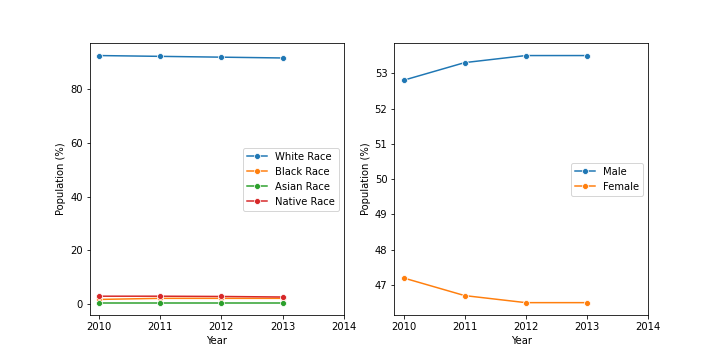 Population (%)
80
60
40
20
0
White Race
Black Race
Asian Race
Native Race
2010 2011 2012 2013 2014
Year
Population (%)
53
52
51
50
49
48
47
Male
Female
2010 2011 2012 2013 2014
Year